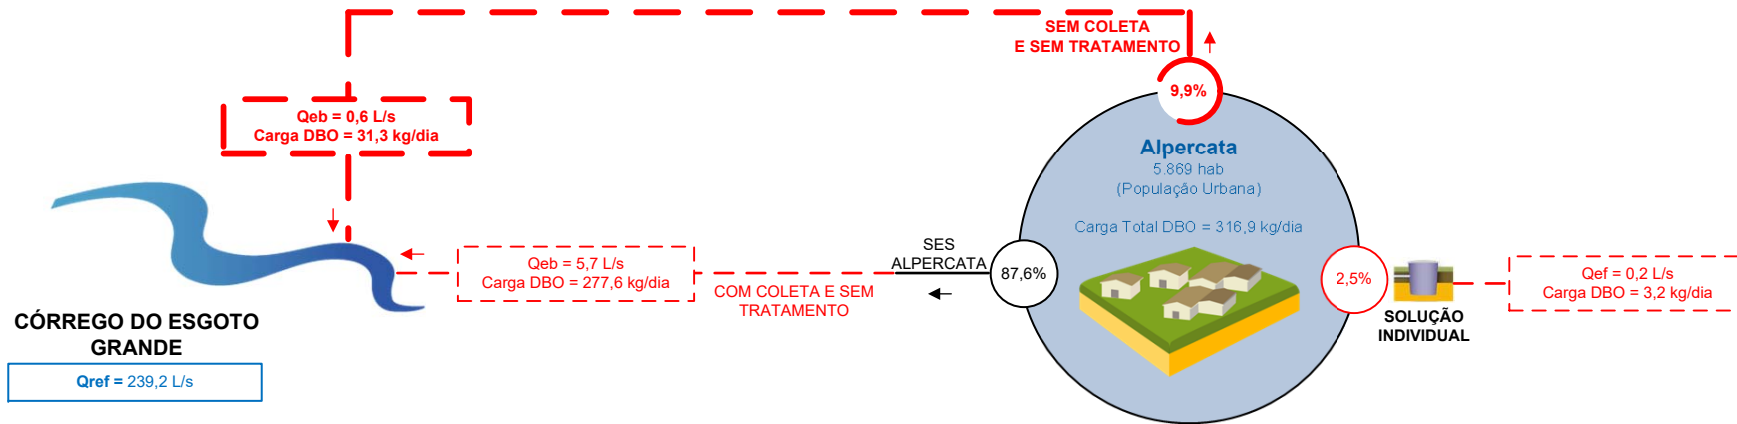 SEM COLETA
E SEM TRATAMENTO
9,9%
Qeb = 0,6 L/s
Carga DBO = 31,3 kg/dia
Alpercata
5.869 hab
(População Urbana)
Carga Total DBO = 316,9 kg/dia
SES
ALPERCATA
87,6%
Qeb = 5,7 L/s
Carga DBO = 277,6 kg/dia
COM COLETA E SEM
TRATAMENTO
2,5%
SOLUÇÃO
INDIVIDUAL
Qef = 0,2 L/s
Carga DBO = 3,2 kg/dia
CÓRREGO DO ESGOTO
GRANDE
Qref = 239,2 L/s